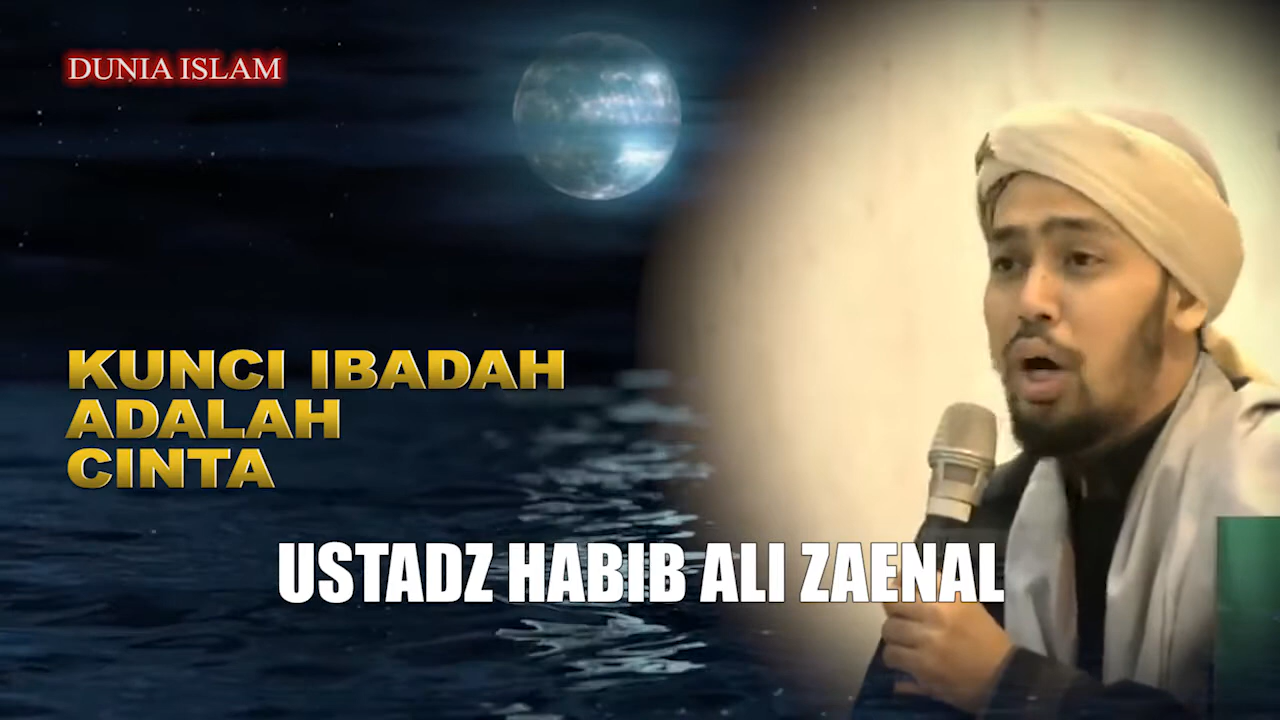 DUNIA ISLAM
KUNCI IBADAH
ADALAH
CINTA
USTADZ HABIB ALI ZAENAL